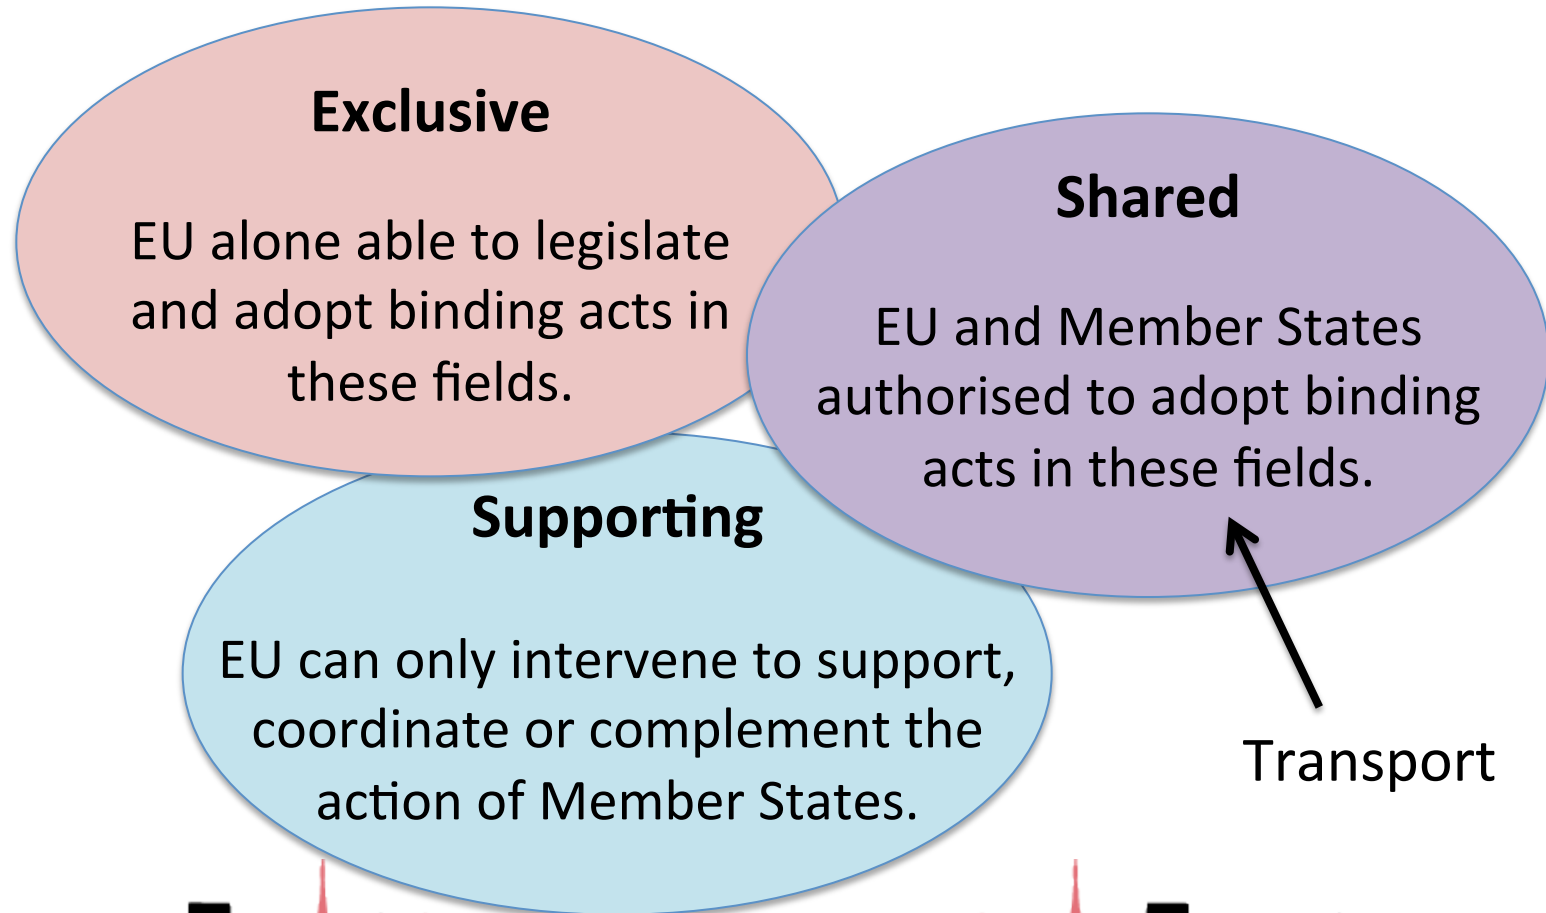 Exclusive
EU alone able to legislate
and adopt binding acts in
these fields.
Shared
EU and Member States
authorised to adopt binding
acts in these fields.
Supporting
EU can only intervene to support,
coordinate or complement the
action of Member States.
Transport